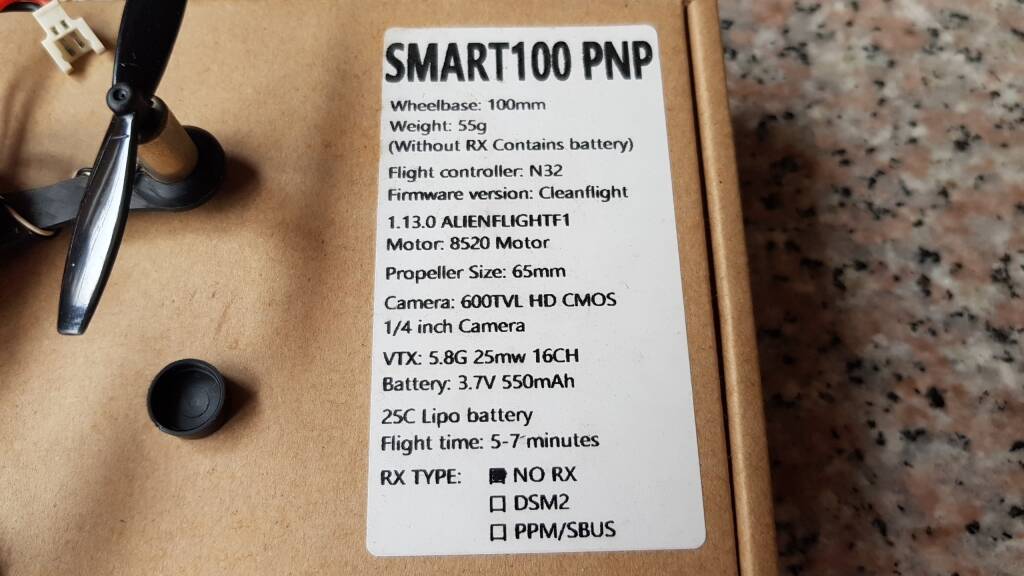 SMART100 PNP
Wheelbase: 100mm
Weight: 55g
(Without RX Contains battery)
Flight controller: N32
Firmware version: Cleanflight
1.13.0 ALIENFLIGHTF1
Motor: 8520 Motor
Propeller Size: 65mm
Camera: 600TVL HD CMOS
1/4 inch Camera
VTX: 5.8G 25mw 16CH
Battery: 3.7V 550mAh
25C Lipo battery
Flight time: 5-7 minutes
RX TYPE: ■ NO RX
□ DSM2
□ PPM/SBUS